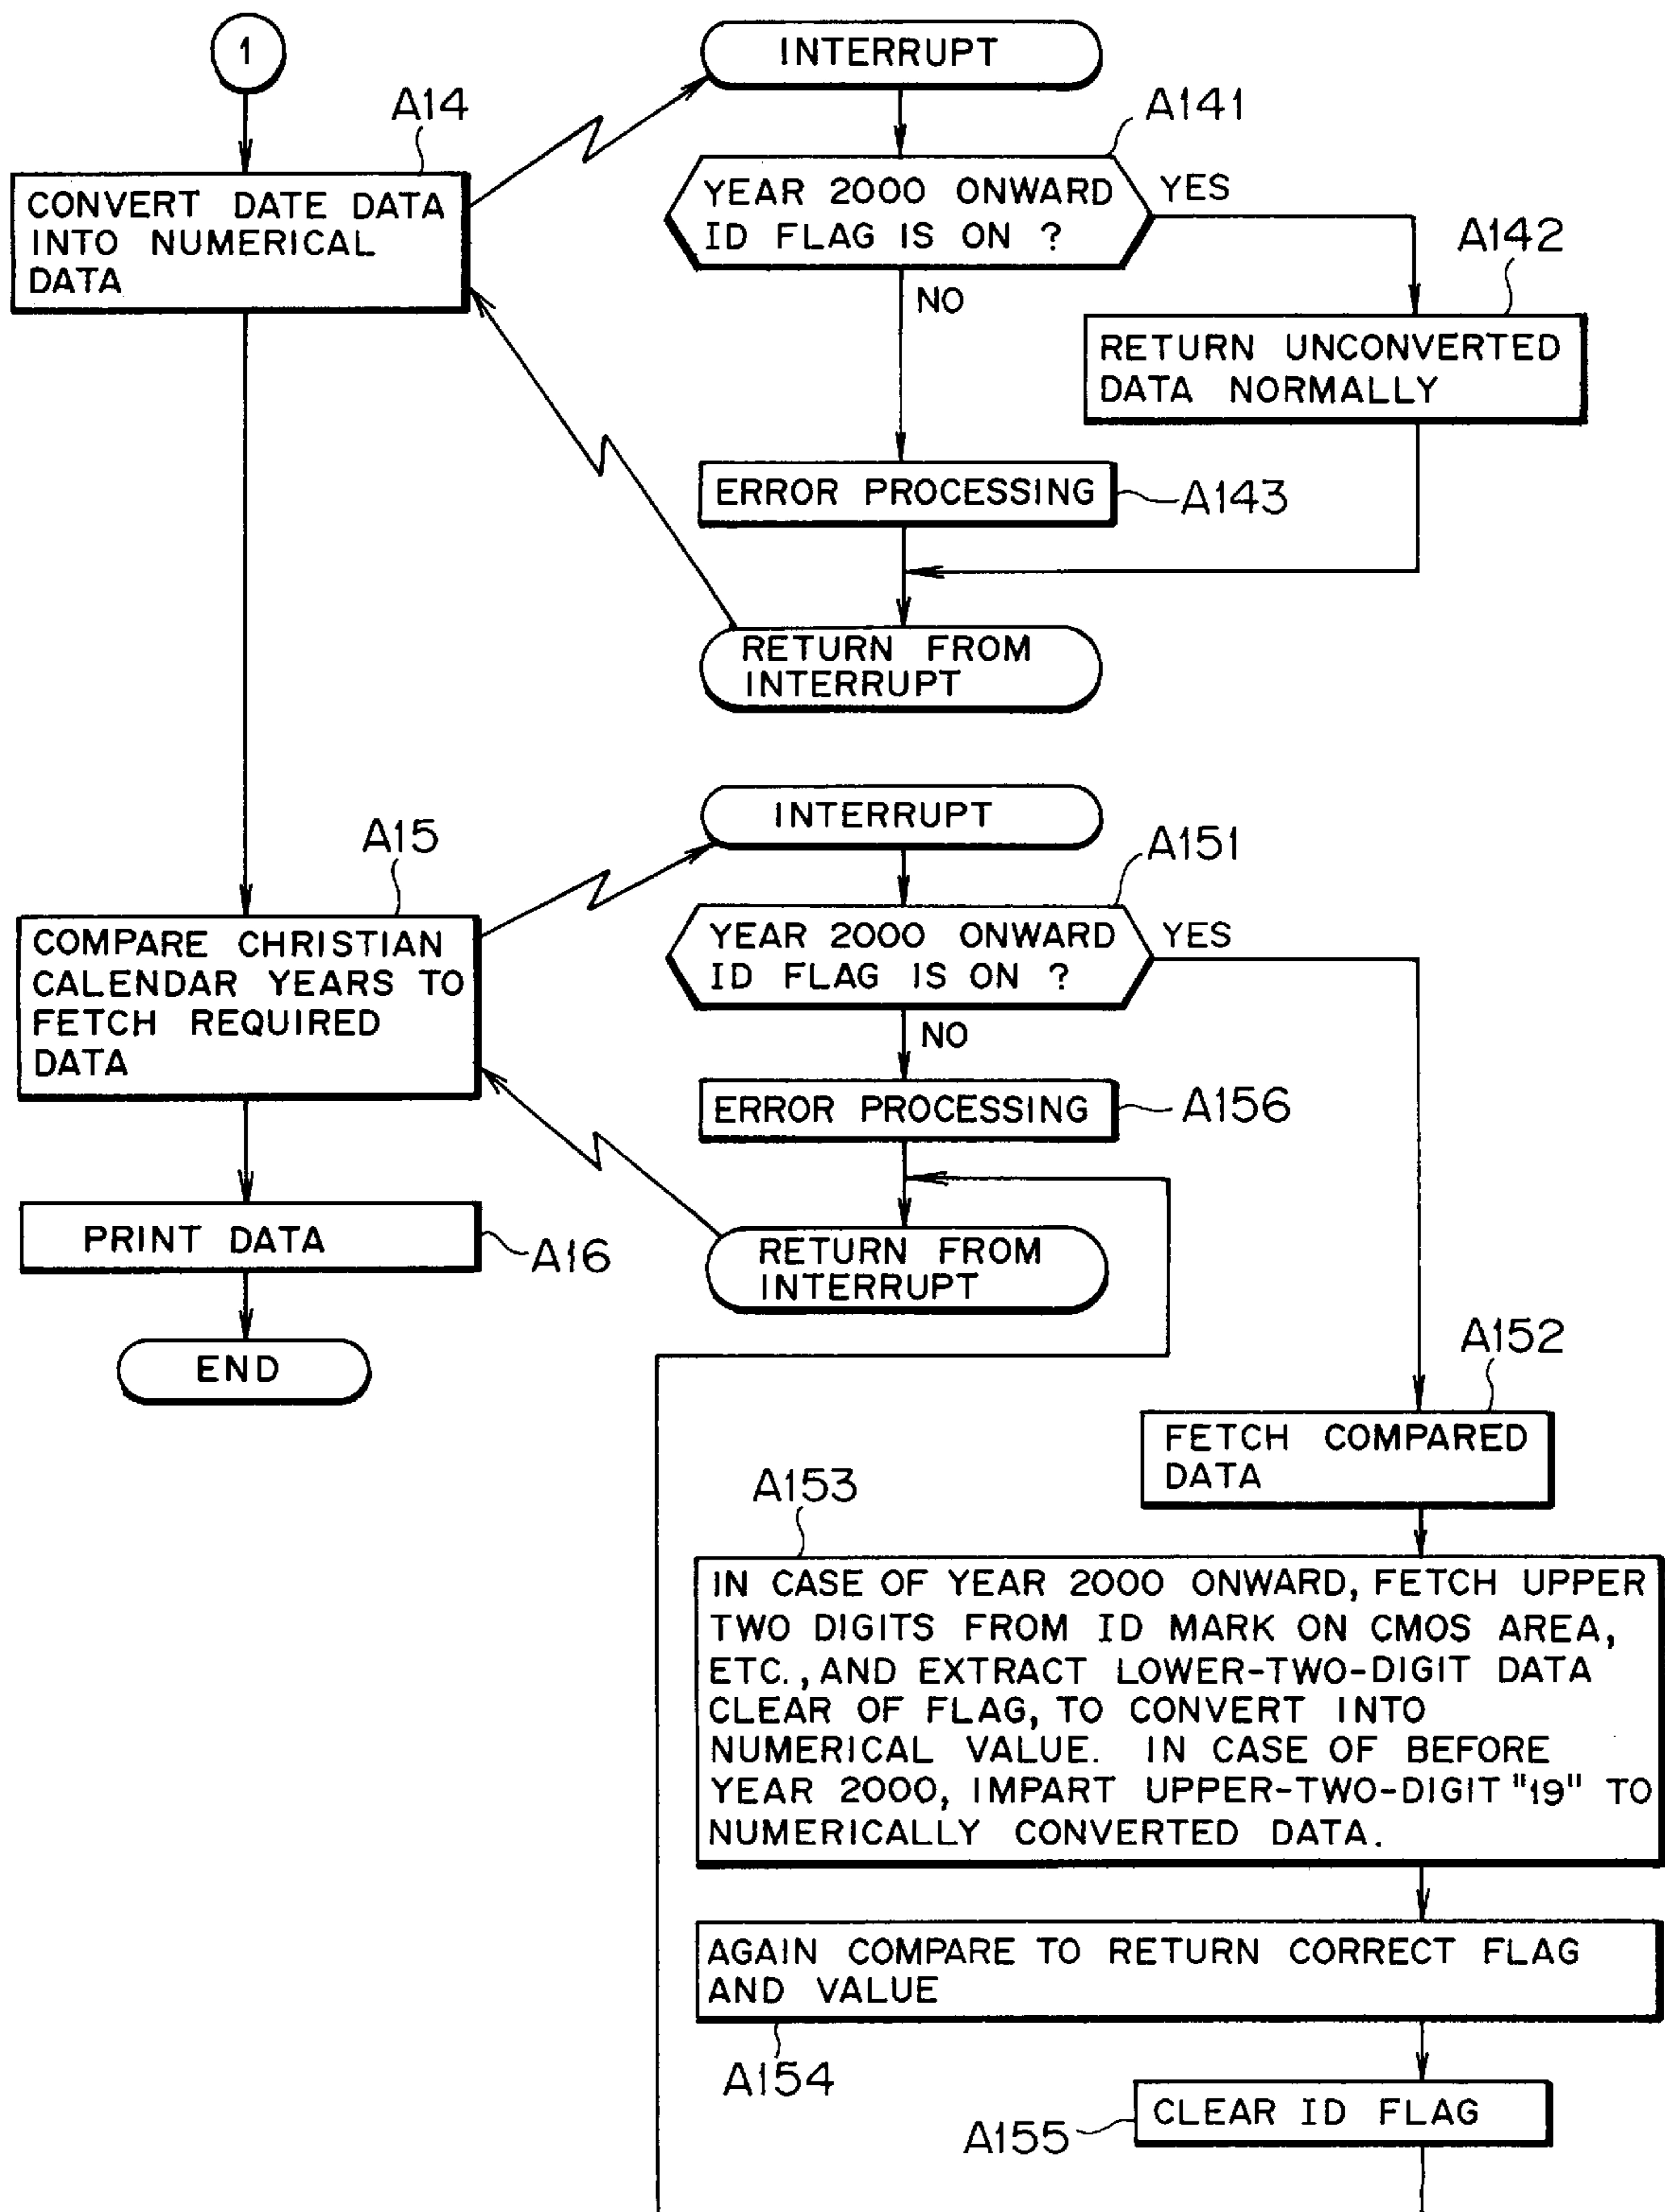 1
INTERRUPT
A14
A141
CONVERT DATE DATA
INTO NUMERICAL
DATA
YEAR 2000 ONWARD
ID FLAG IS ON ?
YES
A142
NO
RETURN UNCONVERTED
DATA NORMALLY
ERROR PROCESSING
A143
RETURN FROM
INTERRUPT
INTERRUPT
A15
A151
COMPARE CHRISTIAN
CALENDAR YEARS TO
FETCH REQUIRED
DATA
YEAR 2000 ONWARD
ID FLAG IS ON ?
YES
NO
ERROR PROCESSING
A156
PRINT DATA
A16
RETURN FROM
INTERRUPT
END
A152
FETCH COMPARED
DATA
A153
IN CASE OF YEAR 2000 ONWARD, FETCH UPPER
TWO DIGITS FROM ID MARK ON CMOS AREA,
ETC., AND EXTRACT LOWER-TWO-DIGIT DATA
CLEAR OF FLAG, TO CONVERT INTO
NUMERICAL VALUE. IN CASE OF BEFORE
YEAR 2000, IMPART UPPER-TWO-DIGIT "19" TO
NUMERICALLY CONVERTED DATA.
AGAIN COMPARE TO RETURN CORRECT FLAG
AND VALUE
A154
CLEAR ID FLAG
A155